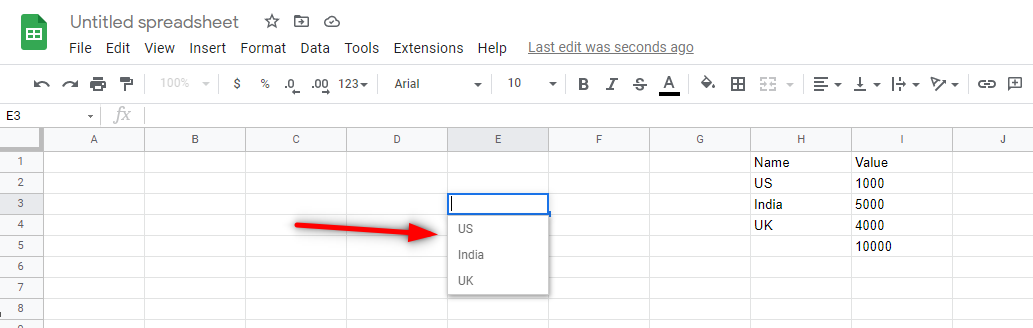 Untitled spreadsheet
File Edit View Insert Format Data Tools Extensions Help Last edit was seconds ago
100% $ % .0 .00 123 Arial 10 B I S A
E3 fx
A B C D E F G H I J
1 Name Value
2 US 1000
3 India 5000
4 US UK 4000
5 India 10000
6 UK
7
8
9